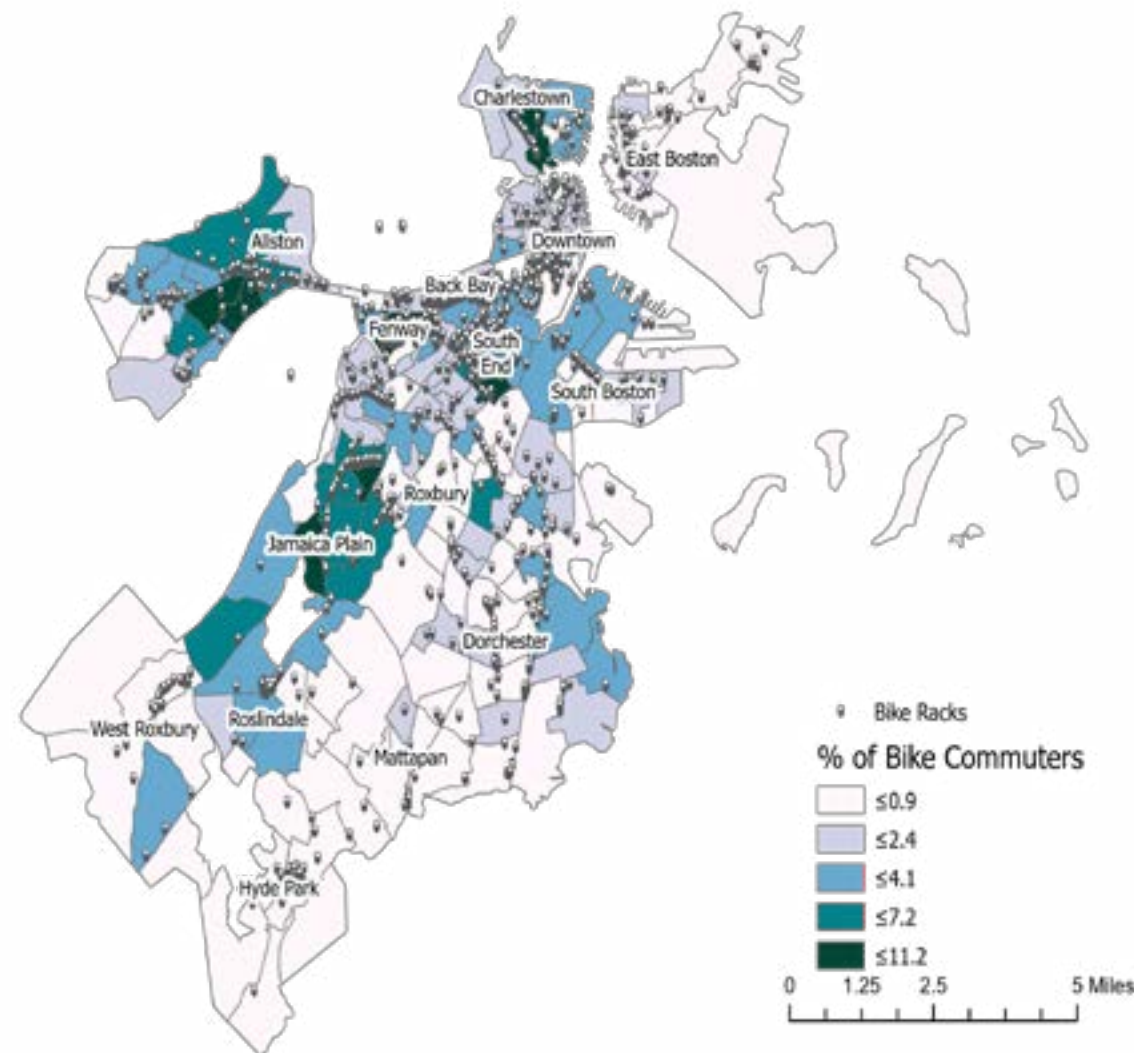 Charlestown
East Boston
Allston
Downtown
Back Bay
Fenway
South
End
South Boston
Roxbury
Jamaica Plain
Dorchester
West Roxbury
Roslindale
Mattapan
Hyde Park
Bike Racks
% of Bike Commuters
≤0.9
≤2.4
≤4.1
≤7.2
≤11.2
0 1.25 2.5 5 Miles